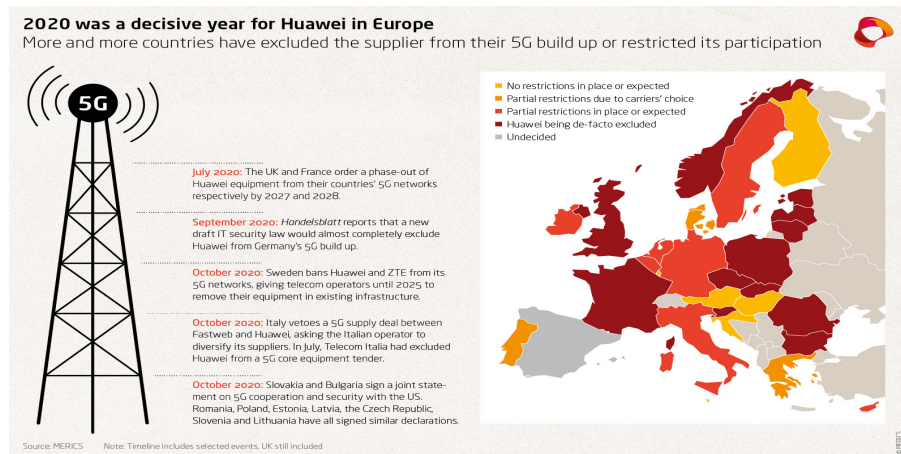 2020 was a decisive year for Huawei in Europe
More and more countries have excluded the supplier from their 5G build up or restricted its participation
5G
July 2020: The UK and France order a phase-out of
Huawei equipment from their countries' 5G networks
respectively by 2027 and 2028.
September 2020: Handelsblatt reports that a new
draft IT security law would almost completely exclude
Huawei from Germany's 5G build up.
October 2020: Sweden bans Huawei and ZTE from its
5G networks, giving telecom operators until 2025 to
remove their equipment in existing infrastructure.
October 2020: Italy vetoes a 5G supply deal between
Fastweb and Huawei, asking the Italian operator to
diversify its suppliers. In July, Telecom Italia had excluded
Huawei from a 5G core equipment tender.
October 2020: Slovakia and Bulgaria sign a joint state-
ment on 5G cooperation and security with the US.
Romania, Poland, Estonia, Latvia, the Czech Republic,
Slovenia and Lithuania have all signed similar declarations.
No restrictions in place or expected
Partial restrictions due to carriers' choice
Partial restrictions in place or expected
Huawei being de-facto excluded
Undecided
Source: MERICS Note: Timeline includes selected events, UK still included
© MERICS